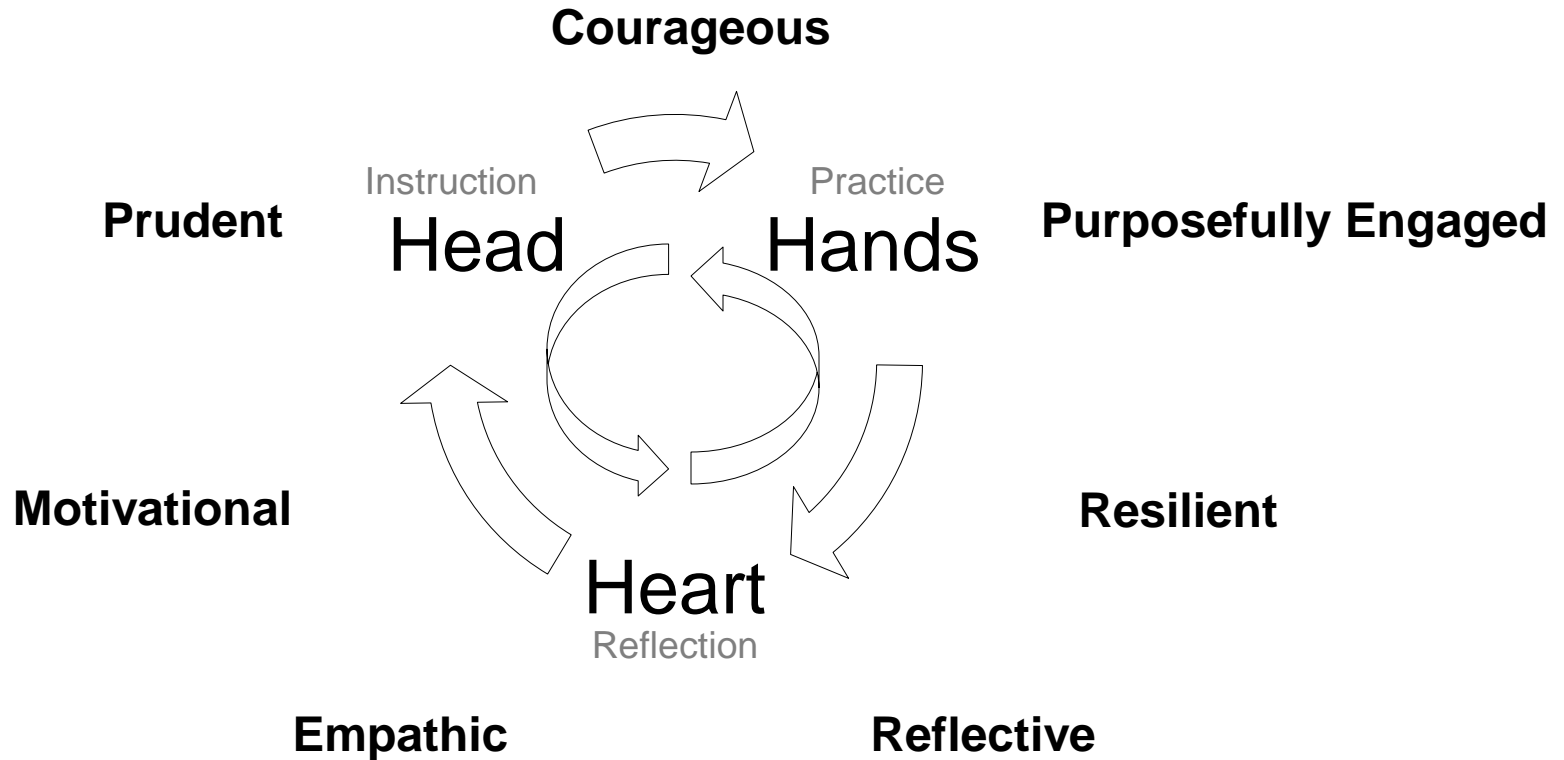 Courageous
Instruction
Practice
Prudent
Head
Hands
Purposefully Engaged
Motivational
Resilient
Heart
Reflection
Empathic
Reflective